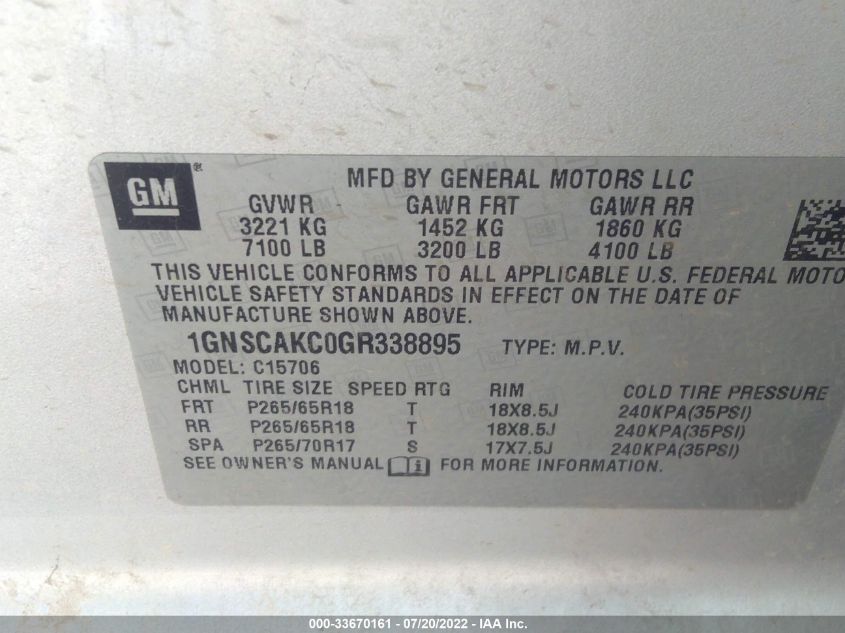 GM ®
MFD BY GENERAL MOTORS LLC
GVWR GAWR FRT GAWR RR
3221 KG 1452 KG 1860 KG
7100 LB 3200 LB 4100 LB
THIS VEHICLE CONFORMS TO ALL APPLICABLE U.S. FEDERAL MOTO
VEHICLE SAFETY STANDARDS IN EFFECT ON THE DATE OF
MANUFACTURE SHOWN ABOVE.
1GNSCAKC0GR338895 TYPE: M.P.V.
MODEL: C15706
CHML TIRE SIZE SPEED RTG RIM COLD TIRE PRESSURE
FRT P265/65R18 T 18X8.5J 240KPA(35PSI)
RR P265/65R18 T 18X8.5J 240KPA(35PSI)
SPA P265/70R17 S 17X7.5J 240KPA(35PSI)
SEE OWNER'S MANUAL i FOR MORE INFORMATION.
000-33670161 - 07/20/2022 - IAA Inc.